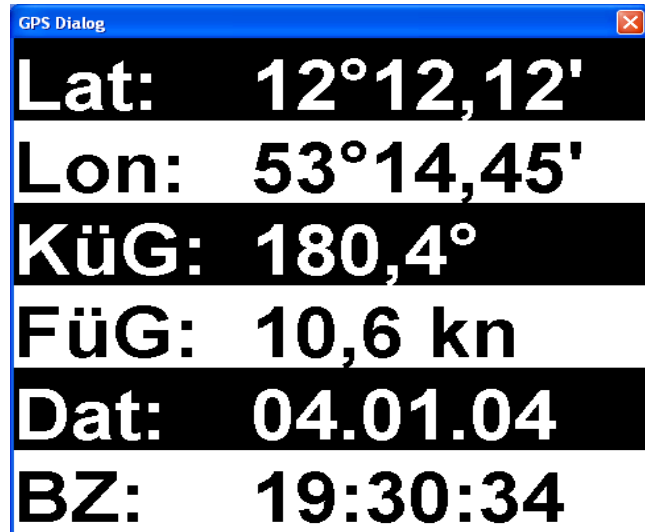 GPS Dialog
Lat: 12°12,12'
Lon: 53°14,45'
KüG: 180,4°
FüG: 10,6 kn
Dat: 04.01.04
BZ: 19:30:34